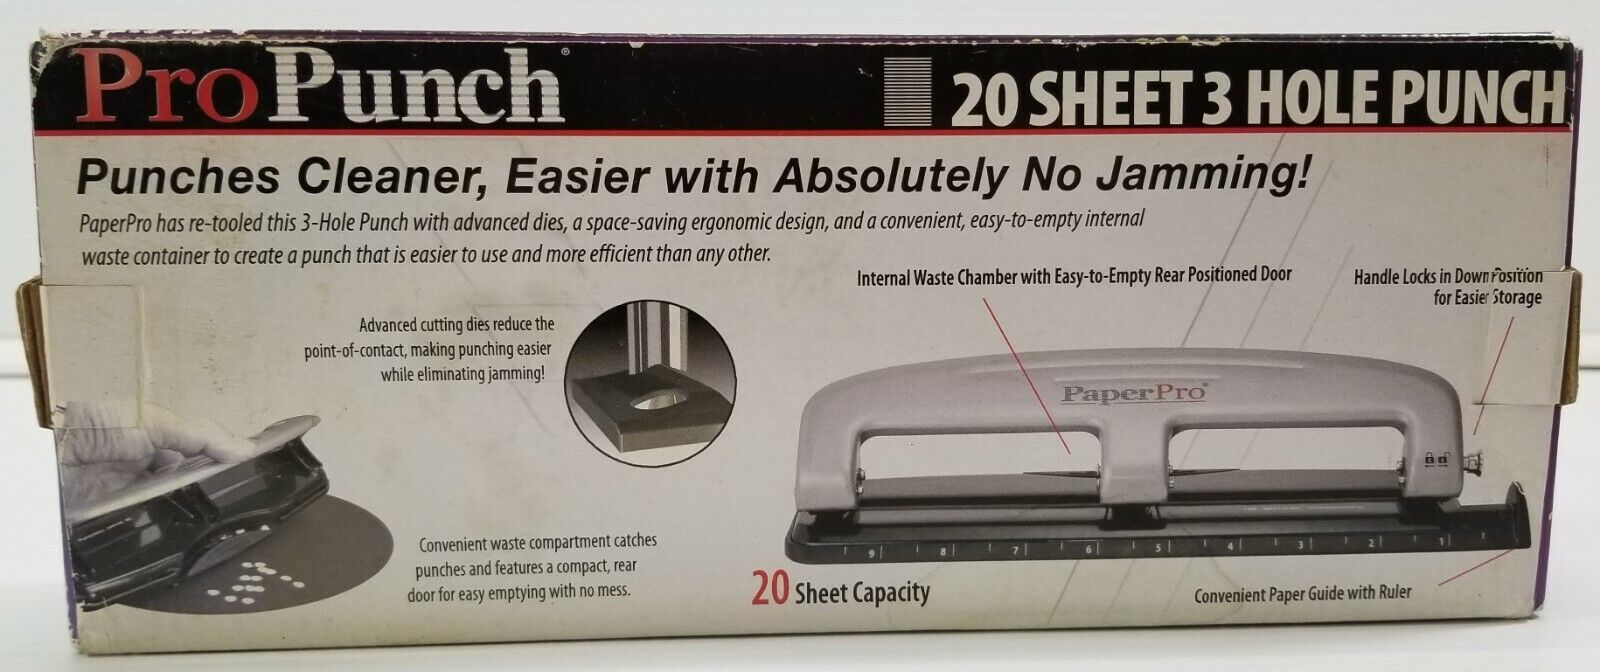 ProPunch®
20 SHEET 3 HOLE PUNCH
Punches Cleaner, Easier with Absolutely No Jamming!
PaperPro has re-tooled this 3-Hole Punch with advanced dies, a space-saving ergonomic design, and a convenient, easy-to-empty internal
waste container to create a punch that is easier to use and more efficient than any other.
Internal Waste Chamber with Easy-to-Empty Rear Positioned Door
Handle Locks in Down Position
for Easier Storage
Advanced cutting dies reduce the
point-of-contact, making punching easier
while eliminating jamming!
PaperPro®
Convenient waste compartment catches
punches and features a compact, rear
door for easy emptying with no mess.
9 8 7 6 5 4 3 2 1
20 Sheet Capacity
Convenient Paper Guide with Ruler